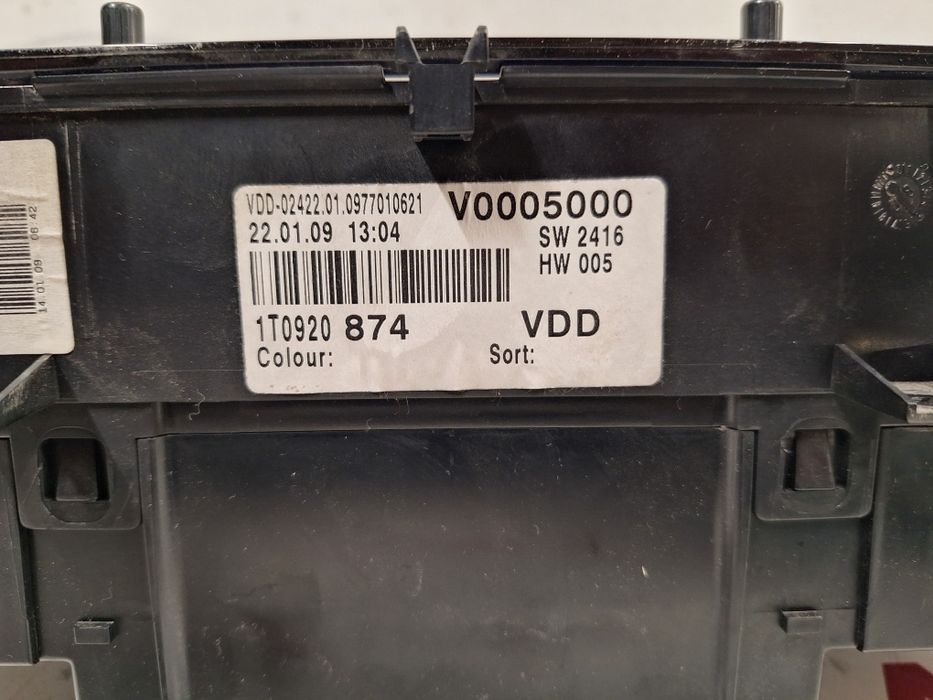 VDD-02422.01.0977010621 V0005000
22.01.09 13:04 SW 2416
HW 005
1T0920 874 VDD
Colour: Sort:
14.01.09 08:42